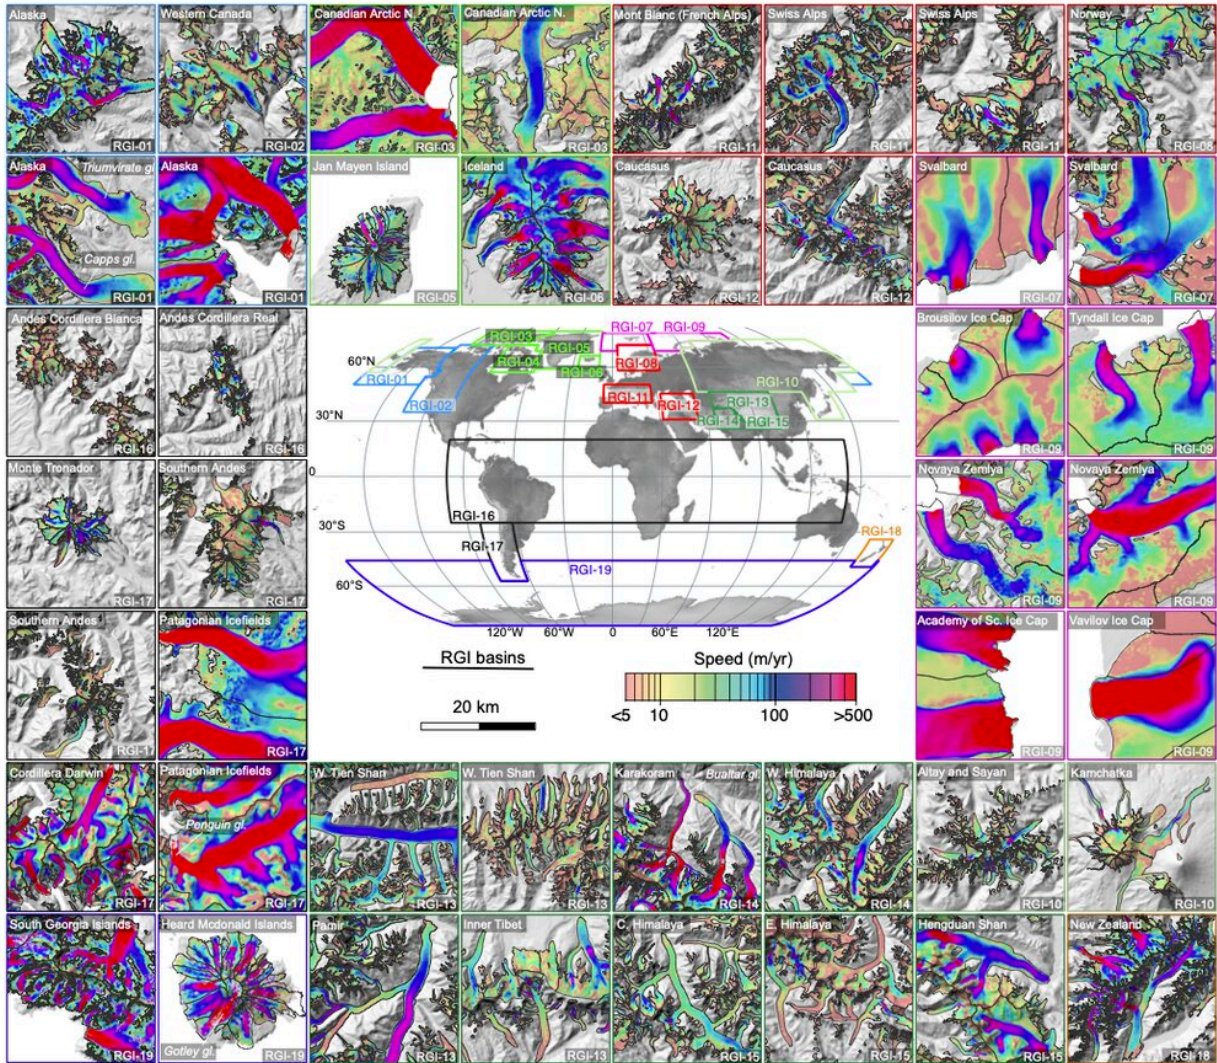 Alaska
RGI-01
Western Canada
RGI-02
Canadian Arctic N.
RGI-03
Canadian Arctic N.
RGI-03
Mont Blanc (French Alps)
RGI-11
Swiss Alps
RGI-11
Swiss Alps
RGI-11
Norway
RGI-08
Alaska
Triumvirate gl.
Capps gl.
RGI-01
Alaska
RGI-01
Jan Mayen Island
RGI-05
Iceland
RGI-06
Caucasus
RGI-12
Caucasus
RGI-12
Svalbard
RGI-07
Svalbard
RGI-07
Andes Cordillera Blanca
RGI-16
Andes Cordillera Real
RGI-16
Brousilov Ice Cap
RGI-09
Tyndall Ice Cap
RGI-09
Monte Tronador
RGI-17
Southern Andes
RGI-17
Novaya Zemlya
RGI-09
Novaya Zemlya
RGI-09
Southern Andes
RGI-17
Patagonian Icefields
RGI-17
Academy of Sc. Ice Cap
RGI-09
Vavilov Ice Cap
RGI-09
RGI-03
RGI-07
RGI-09
RGI-05
RGI-04
RGI-08
60°N
RGI-06
RGI-01
RGI-10
RGI-02
RGI-11
RGI-12
RGI-13
RGI-14
RGI-15
30°N
0
RGI-16
30°S
RGI-17
RGI-18
RGI-19
60°S
120°W
60°W
0
60°E
120°E
RGI basins
20 km
Speed (m/yr)
<5
10
100
>500
Cordillera Darwin
RGI-17
Patagonian Icefields
Penguin gl.
RGI-17
W. Tien Shan
RGI-13
W. Tien Shan
RGI-13
Karakoram
Bualtar gl.
RGI-14
W. Himalaya
RGI-14
Altay and Sayan
RGI-10
Kamchatka
RGI-10
South Georgia Islands
RGI-19
Heard Mcdonald Islands
Gotley gl.
RGI-19
Pamir
RGI-13
Inner Tibet
RGI-13
C. Himalaya
RGI-15
E. Himalaya
RGI-15
Hengduan Shan
RGI-15
New Zealand
RGI-18